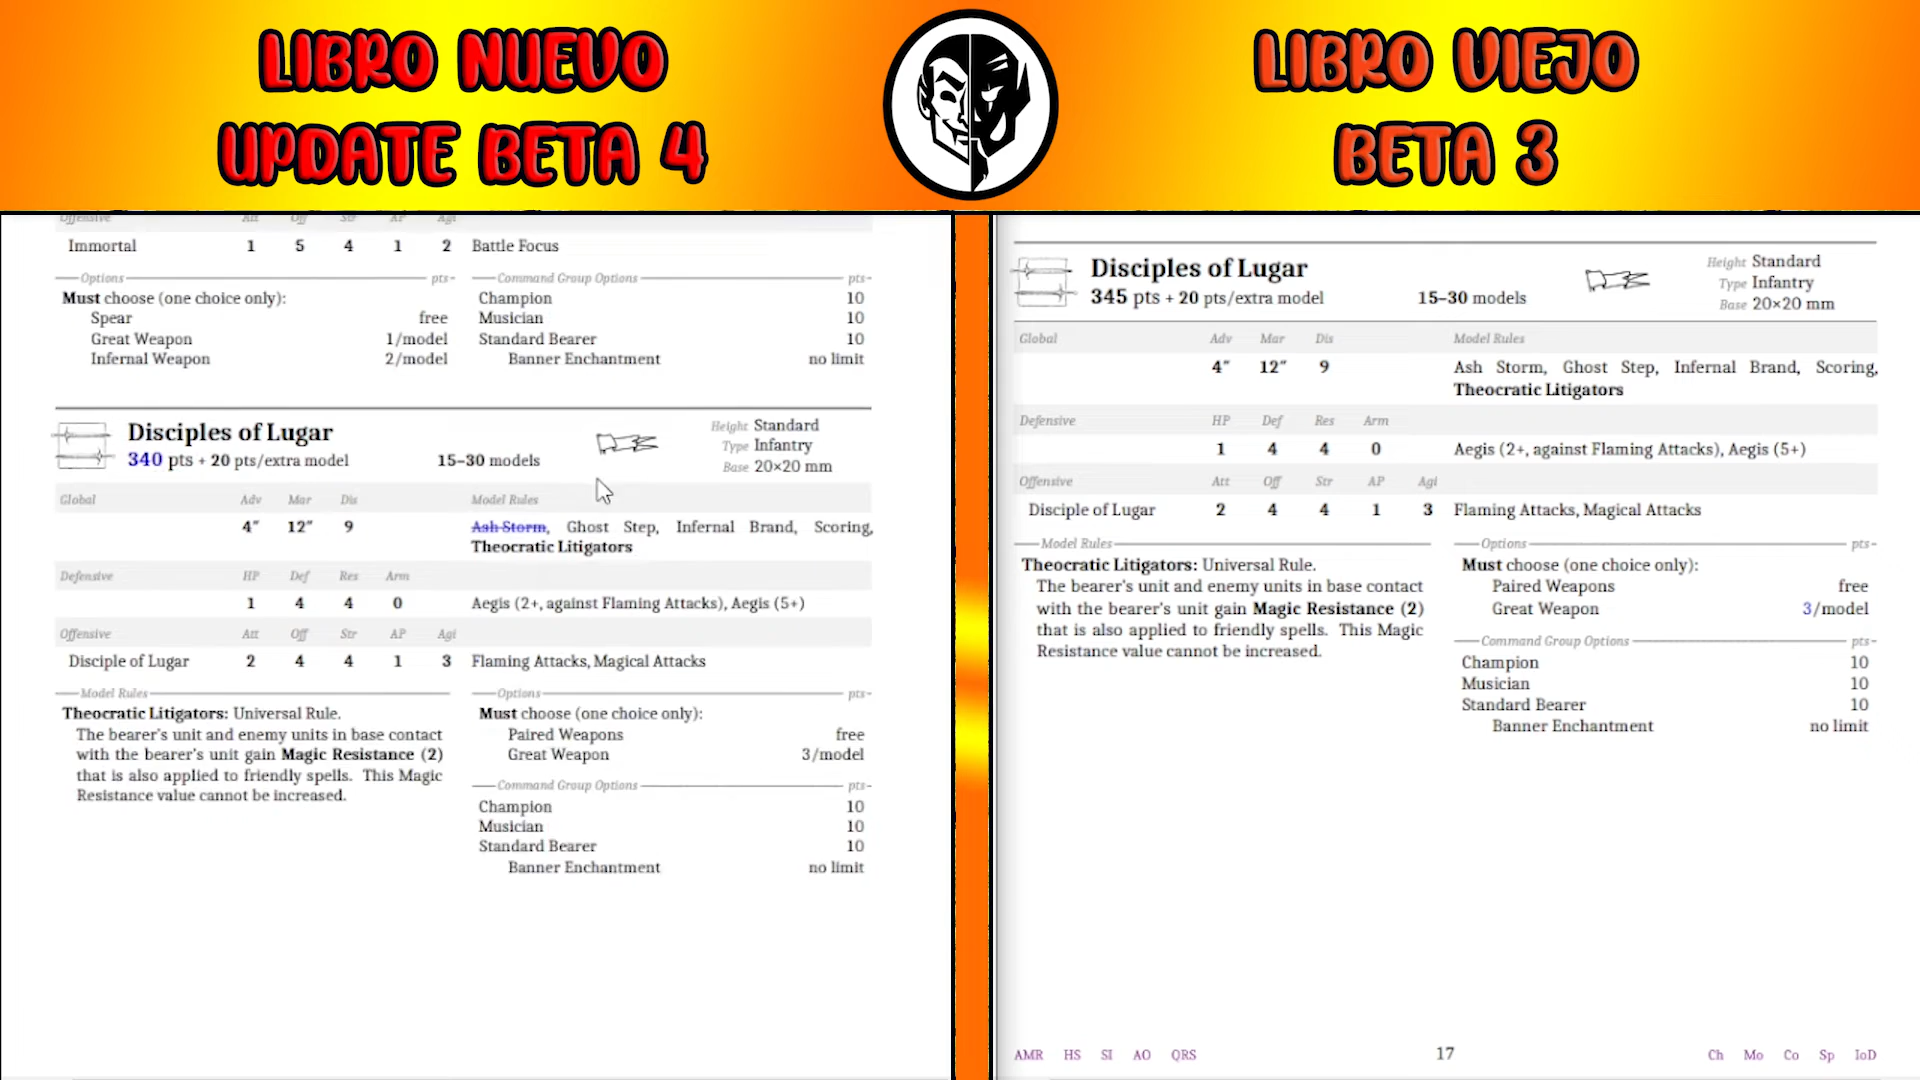 LIBRO NUEVO
UPDATE BETA 4
LIBRO VIEJO
BETA 3
Offensive Att Off Str AP Agi
Immortal 1 5 4 1 2 Battle Focus
Options pts
Must choose (one choice only):
Spear free
Great Weapon 1/model
Infernal Weapon 2/model
Command Group Options pts
Champion 10
Musician 10
Standard Bearer 10
Banner Enchantment no limit
Disciples of Lugar
340 pts + 20 pts/extra model 15–30 models
Height Standard
Type Infantry
Base 20×20 mm
Global Adv Mar Dis Model Rules
4″ 12″ 9 Ash Storm, Ghost Step, Infernal Brand, Scoring,
Theocratic Litigators
Defensive HP Def Res Arm
1 4 4 0 Aegis (2+, against Flaming Attacks), Aegis (5+)
Offensive Att Off Str AP Agi
Disciple of Lugar 2 4 4 1 3 Flaming Attacks, Magical Attacks
Model Rules
Theocratic Litigators: Universal Rule.
The bearer's unit and enemy units in base contact
with the bearer's unit gain Magic Resistance (2)
that is also applied to friendly spells. This Magic
Resistance value cannot be increased.
Options pts
Must choose (one choice only):
Paired Weapons free
Great Weapon 3/model
Command Group Options pts
Champion 10
Musician 10
Standard Bearer 10
Banner Enchantment no limit
Disciples of Lugar
345 pts + 20 pts/extra model 15–30 models
Height Standard
Type Infantry
Base 20×20 mm
Global Adv Mar Dis Model Rules
4″ 12″ 9 Ash Storm, Ghost Step, Infernal Brand, Scoring,
Theocratic Litigators
Defensive HP Def Res Arm
1 4 4 0 Aegis (2+, against Flaming Attacks), Aegis (5+)
Offensive Att Off Str AP Agi
Disciple of Lugar 2 4 4 1 3 Flaming Attacks, Magical Attacks
Model Rules
Theocratic Litigators: Universal Rule.
The bearer's unit and enemy units in base contact
with the bearer's unit gain Magic Resistance (2)
that is also applied to friendly spells. This Magic
Resistance value cannot be increased.
Options pts
Must choose (one choice only):
Paired Weapons free
Great Weapon 3/model
Command Group Options pts
Champion 10
Musician 10
Standard Bearer 10
Banner Enchantment no limit
AMR HS SI AO QRS 17 Ch Mo Co Sp IoD